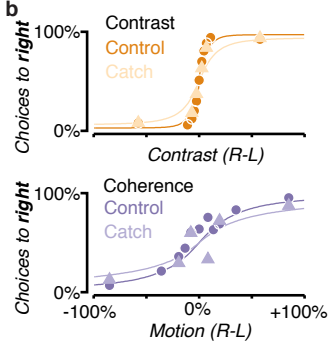 b
Contrast
Control
Catch
100%
0%
Choices to right
Contrast (R-L)
Coherence
Control
Catch
100%
0%
Choices to right
-100%
0%
+100%
Motion (R-L)